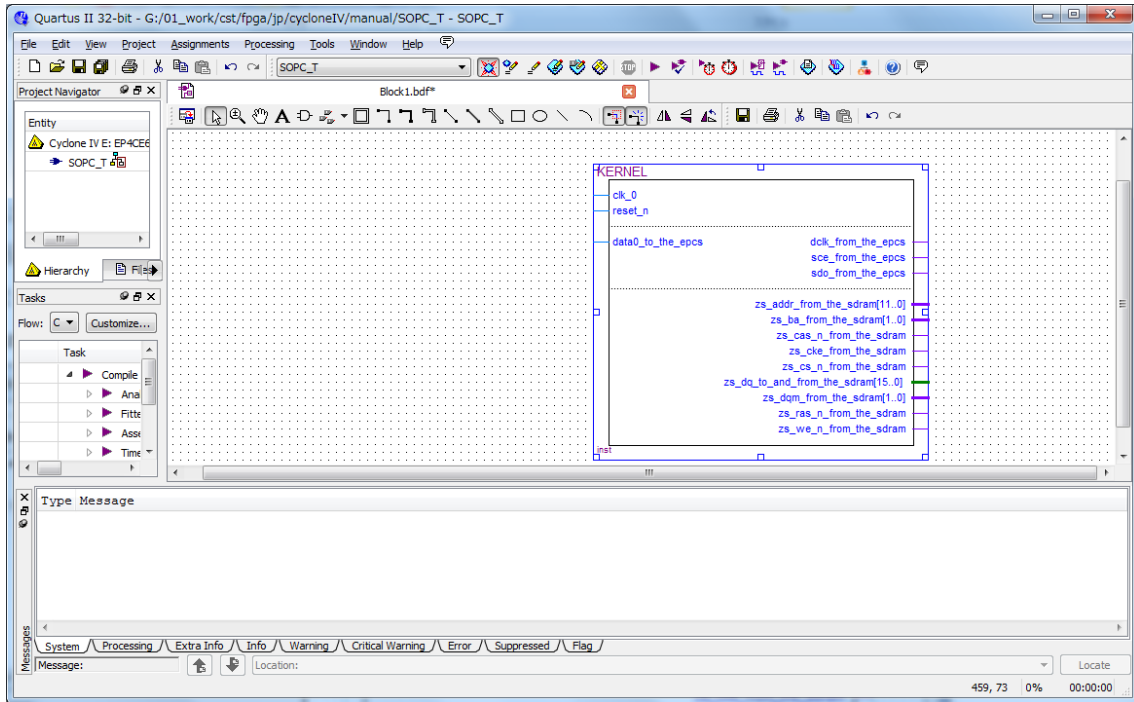 Quartus II 32-bit - G:/01_work/cst/fpga/jp/cycloneIV/manual/SOPC_T - SOPC_T
File Edit View Project Assignments Processing Tools Window Help
SOPC_T
Project Navigator
Block1.bdf*
Entity
Cyclone IV E: EP4CE6
SOPC_T
Hierarchy Files
Tasks
Flow: C Customize...
Task
Compile
Ana
Fitte
Asse
Time
KERNEL
clk_0
reset_n
data0_to_the_epcs dclk_from_the_epcs
sce_from_the_epcs
sdo_from_the_epcs
zs_addr_from_the_sdram[11..0]
zs_ba_from_the_sdram[1..0]
zs_cas_n_from_the_sdram
zs_cke_from_the_sdram
zs_cs_n_from_the_sdram
zs_dq_to_and_from_the_sdram[15..0]
zs_dqm_from_the_sdram[1..0]
zs_ras_n_from_the_sdram
zs_we_n_from_the_sdram
inst
Type Message
Messages
System Processing Extra Info Info Warning Critical Warning Error Suppressed Flag
Message: Location: Locate
459, 73 0% 00:00:00